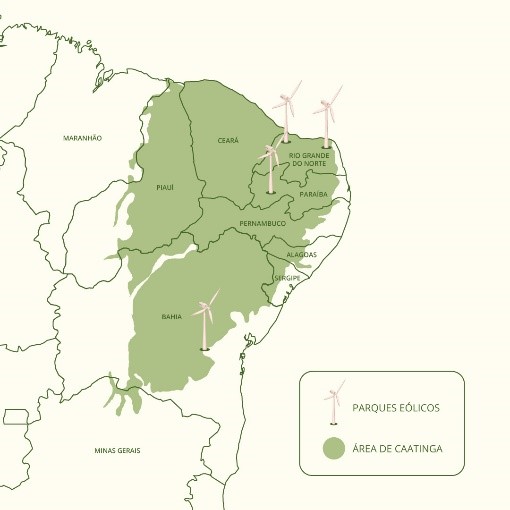 MARANHÃO
CEARÁ
RIO GRANDE
DO NORTE
PIAUÍ
PARAÍBA
PERNAMBUCO
ALAGOAS
SERGIPE
BAHIA
MINAS GERAIS
PARQUES EÓLICOS
ÁREA DE CAATINGA